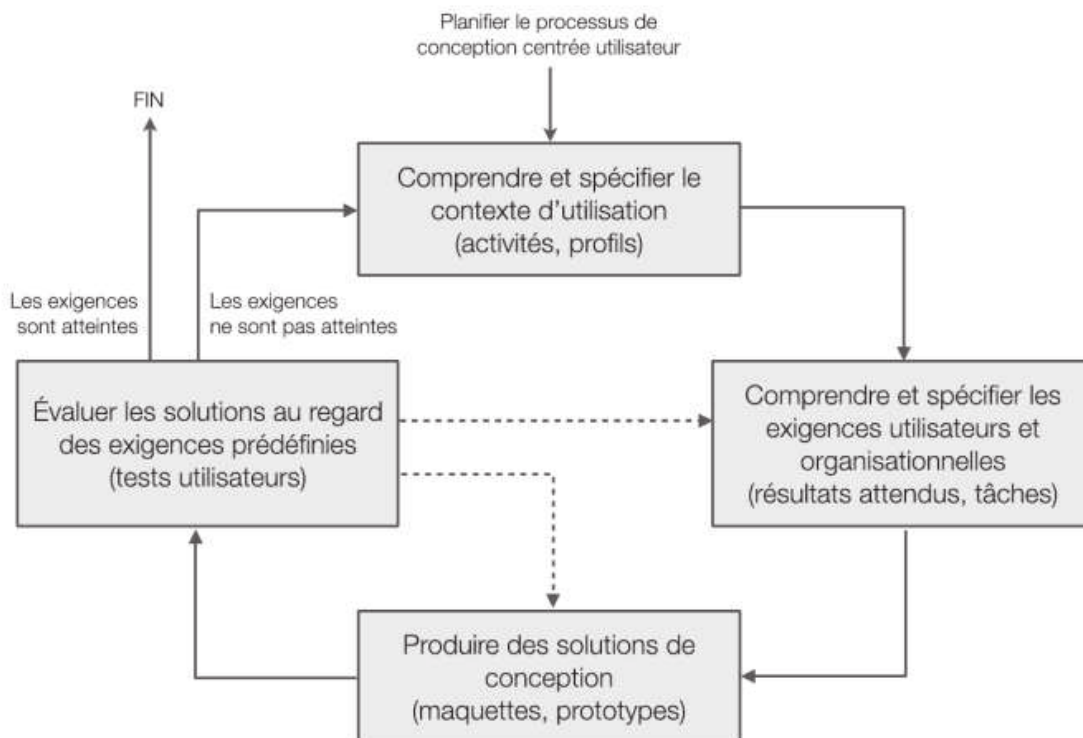 Planifier le processus de
conception centrée utilisateur
FIN
Comprendre et spécifier le
contexte d'utilisation
(activités, profils)
Les exigences
sont atteintes
Les exigences
ne sont pas atteintes
Évaluer les solutions au regard
des exigences prédéfinies
(tests utilisateurs)
Comprendre et spécifier les
exigences utilisateurs et
organisationnelles
(résultats attendus, tâches)
Produire des solutions de
conception
(maquettes, prototypes)